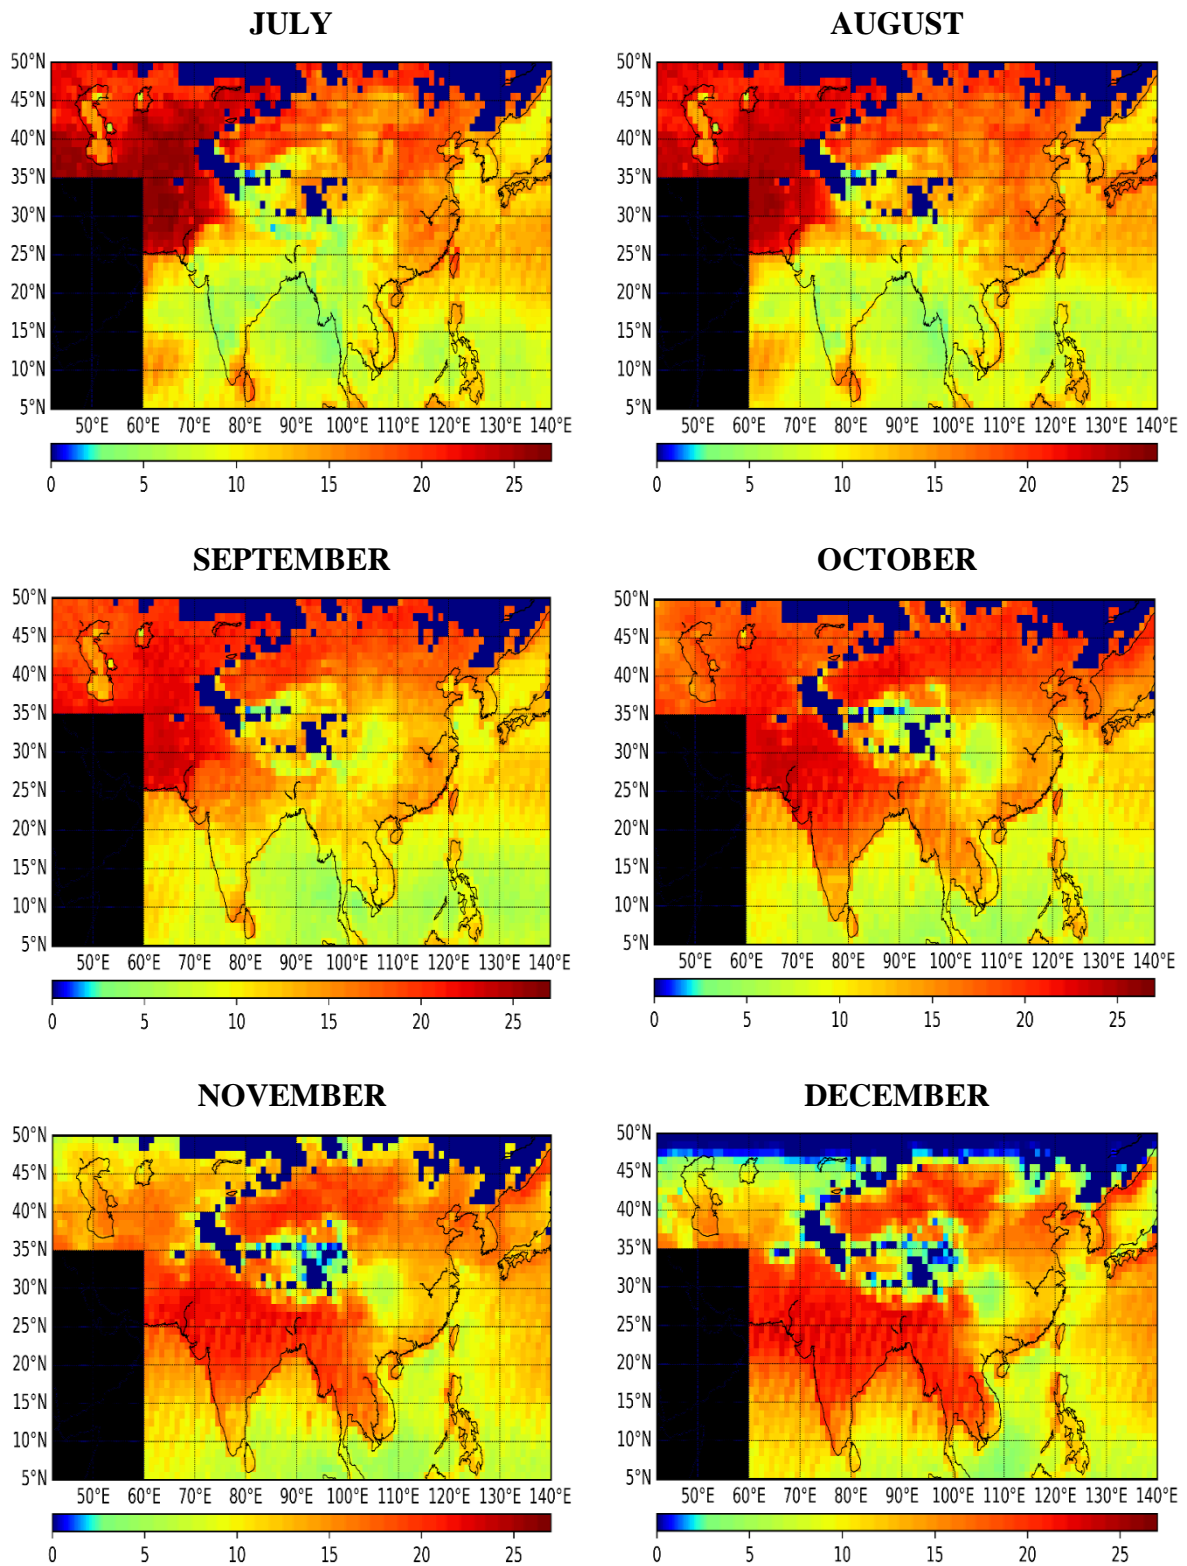 JULY AUGUST
50°N 50°N
45°N 45°N
40°N 40°N
35°N 35°N
30°N 30°N
25°N 25°N
20°N 20°N
15°N 15°N
10°N 10°N
5°N 5°N
50°E 60°E 70°E 80°E 90°E 100°E 110°E 120°E 130°E 140°E 50°E 60°E 70°E 80°E 90°E 100°E 110°E 120°E 130°E 140°E
0 5 10 15 20 25 0 5 10 15 20 25
SEPTEMBER OCTOBER
50°N 50°N
45°N 45°N
40°N 40°N
35°N 35°N
30°N 30°N
25°N 25°N
20°N 20°N
15°N 15°N
10°N 10°N
5°N 5°N
50°E 60°E 70°E 80°E 90°E 100°E 110°E 120°E 130°E 140°E 50°E 60°E 70°E 80°E 90°E 100°E 110°E 120°E 130°E 140°E
0 5 10 15 20 25 0 5 10 15 20 25
NOVEMBER DECEMBER
50°N 50°N
45°N 45°N
40°N 40°N
35°N 35°N
30°N 30°N
25°N 25°N
20°N 20°N
15°N 15°N
10°N 10°N
5°N 5°N
50°E 60°E 70°E 80°E 90°E 100°E 110°E 120°E 130°E 140°E 50°E 60°E 70°E 80°E 90°E 100°E 110°E 120°E 130°E 140°E
0 5 10 15 20 25 0 5 10 15 20 25